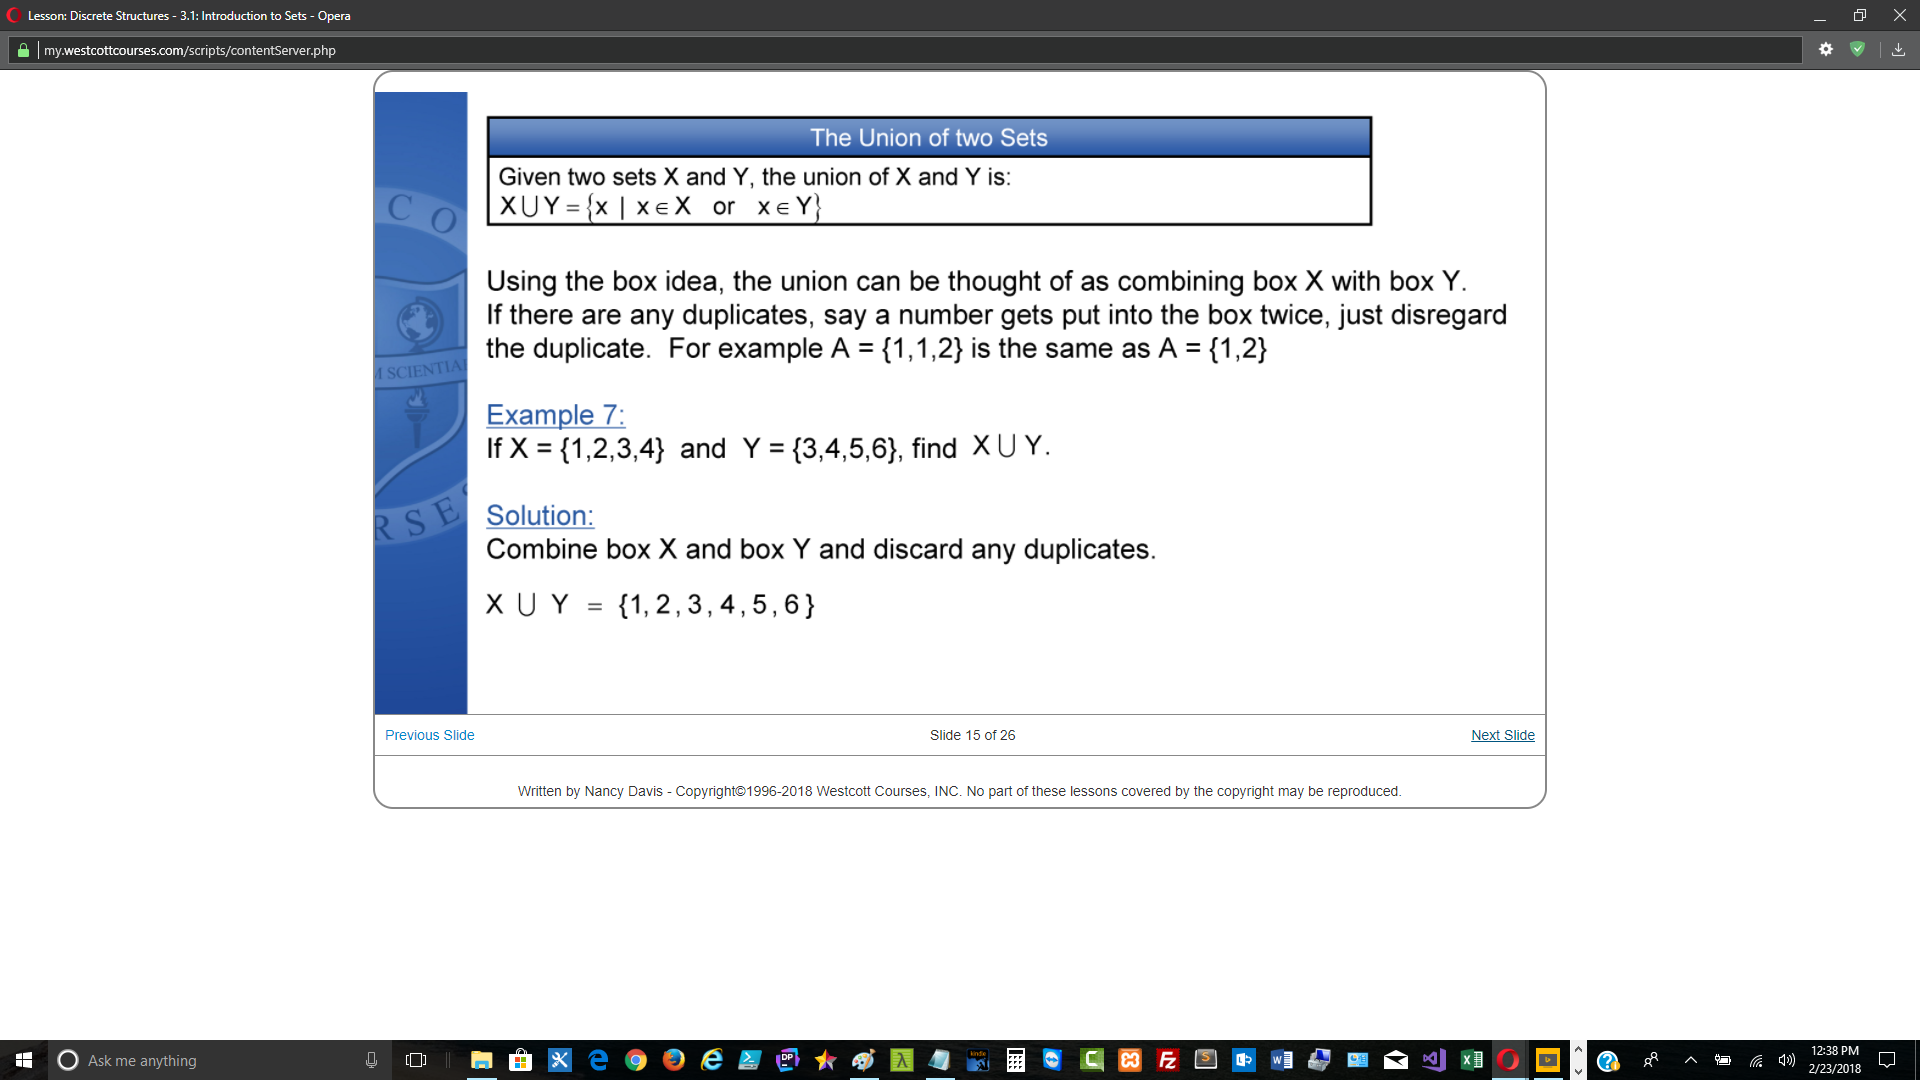 Lesson: Discrete Structures - 3.1: Introduction to Sets - Opera
my.westcottcourses.com/scripts/contentServer.php
The Union of two Sets
Given two sets X and Y, the union of X and Y is:
X⋃Y = {x | x ∈ X or x ∈ Y}
C O
Using the box idea, the union can be thought of as combining box X with box Y.
If there are any duplicates, say a number gets put into the box twice, just disregard
the duplicate. For example A = {1,1,2} is the same as A = {1,2}
M SCIENTIA
Example 7:
If X = {1,2,3,4} and Y = {3,4,5,6}, find X ⋃ Y.
R S E
Solution:
Combine box X and box Y and discard any duplicates.
X ⋃ Y = {1, 2, 3, 4, 5, 6}
Previous Slide
Slide 15 of 26
Next Slide
Written by Nancy Davis - Copyright©1996-2018 Westcott Courses, INC. No part of these lessons covered by the copyright may be reproduced.
Ask me anything
12:38 PM
2/23/2018